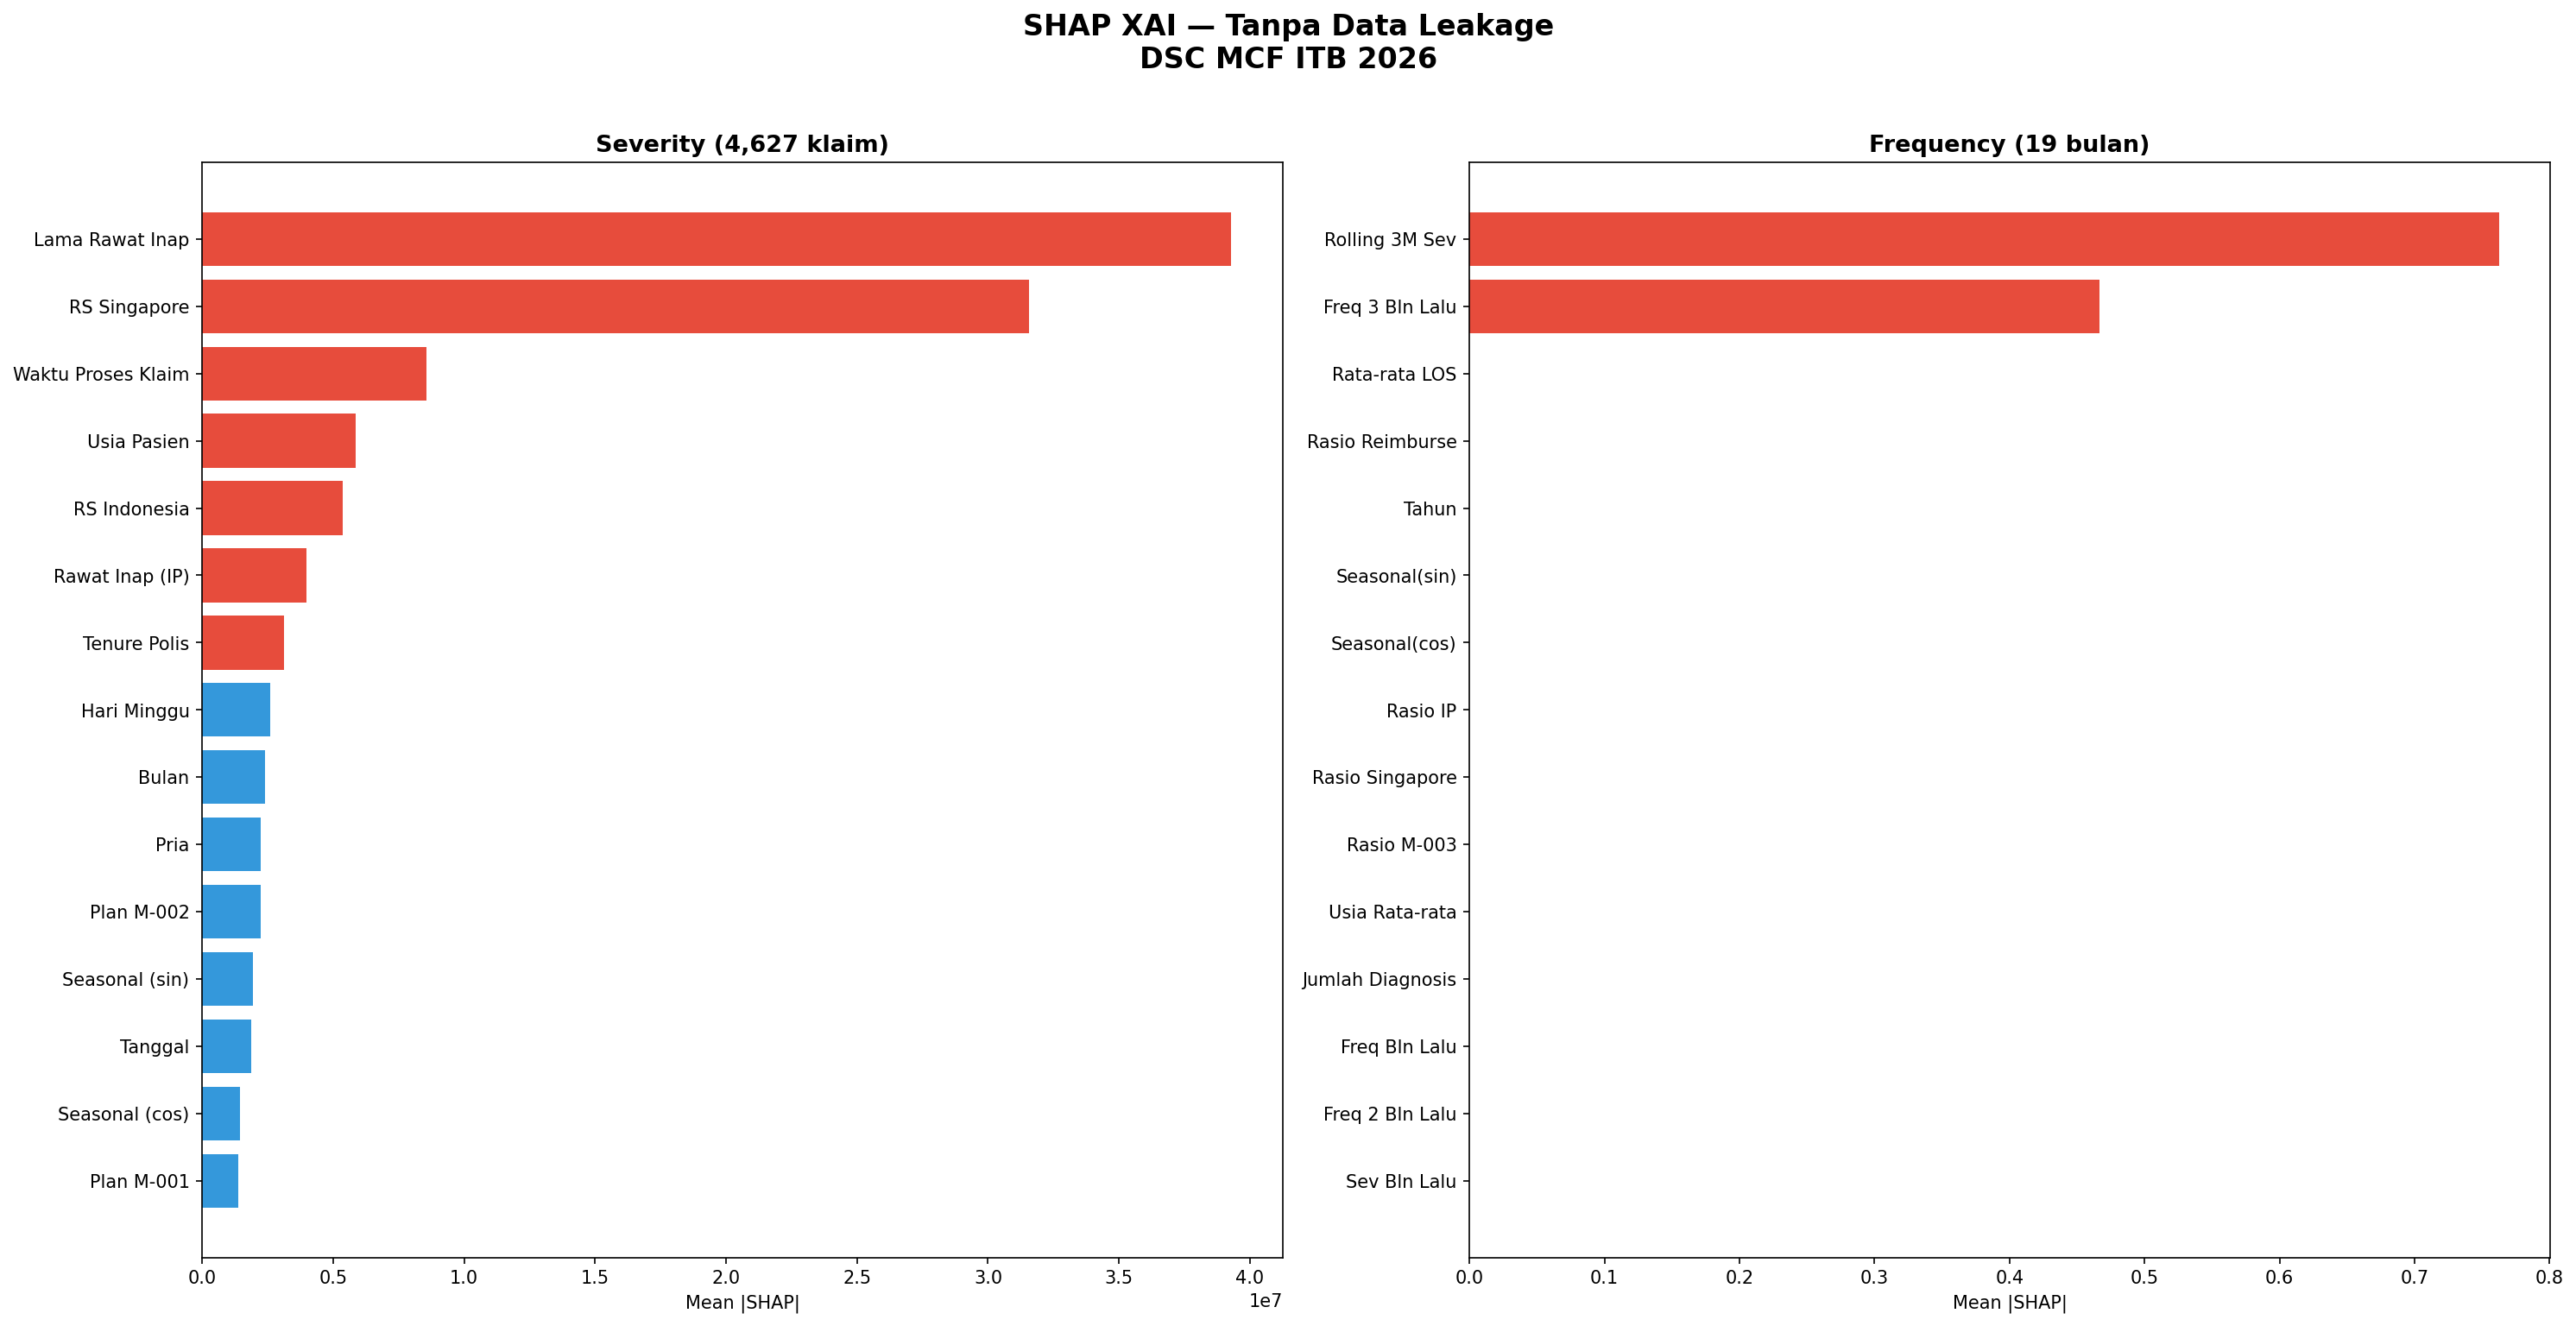 SHAP XAI — Tanpa Data Leakage
DSC MCF ITB 2026
Severity (4,627 klaim)
Lama Rawat Inap
RS Singapore
Waktu Proses Klaim
Usia Pasien
RS Indonesia
Rawat Inap (IP)
Tenure Polis
Hari Minggu
Bulan
Pria
Plan M-002
Seasonal (sin)
Tanggal
Seasonal (cos)
Plan M-001
0.0 0.5 1.0 1.5 2.0 2.5 3.0 3.5 4.0
1e7
Mean |SHAP|
Frequency (19 bulan)
Rolling 3M Sev
Freq 3 Bln Lalu
Rata-rata LOS
Rasio Reimburse
Tahun
Seasonal(sin)
Seasonal(cos)
Rasio IP
Rasio Singapore
Rasio M-003
Usia Rata-rata
Jumlah Diagnosis
Freq Bln Lalu
Freq 2 Bln Lalu
Sev Bln Lalu
0.0 0.1 0.2 0.3 0.4 0.5 0.6 0.7 0.8
Mean |SHAP|